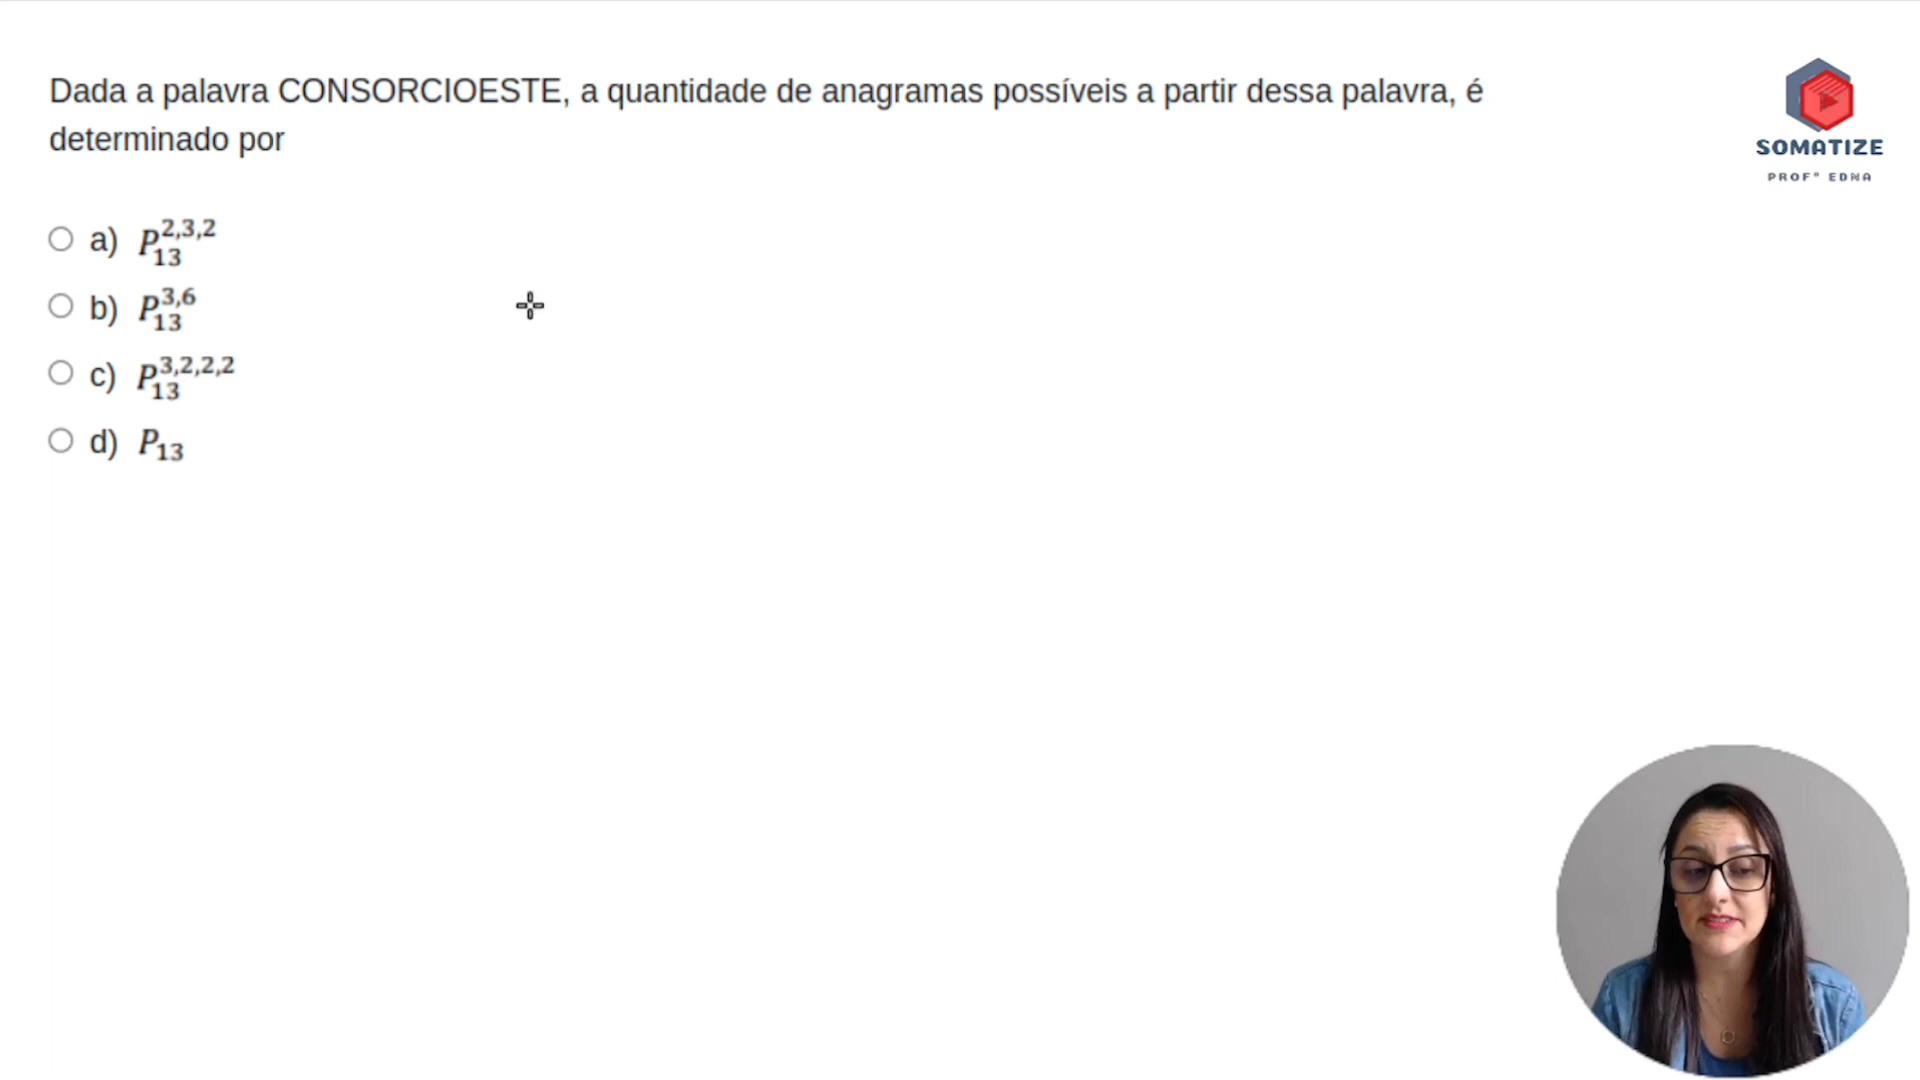 Dada a palavra CONSORCIOESTE, a quantidade de anagramas possíveis a partir dessa palavra, é
determinado por
SOMATIZE
PROFª EDNA
a) P₁₃^{2,3,2}
b) P₁₃^{3,6}
c) P₁₃^{3,2,2,2}
d) P₁₃